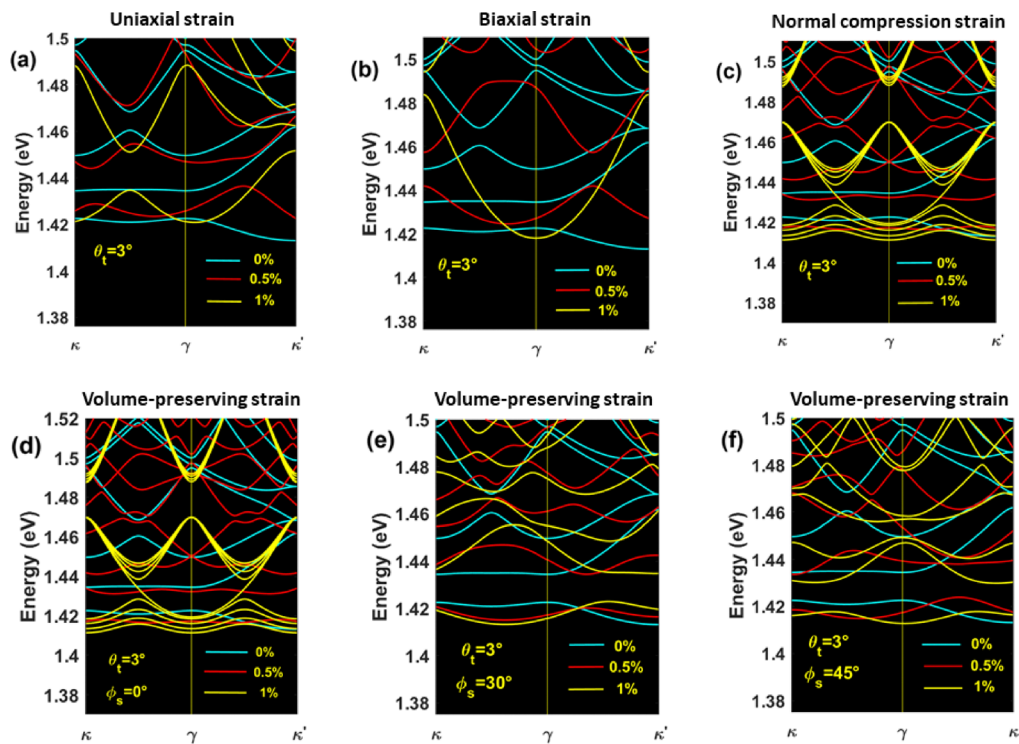 Uniaxial strain
(a)
Energy (eV)
1.5
1.48
1.46
1.44
1.42
1.4
1.38
θt=3°
0%
0.5%
1%
κ γ κ'
Biaxial strain
(b)
1.5
1.48
1.46
1.44
1.42
1.4
1.38
θt=3°
0%
0.5%
1%
κ γ κ'
Normal compression strain
(c)
Energy (eV)
1.5
1.48
1.46
1.44
1.42
1.4
1.38
θt=3°
0%
0.5%
1%
κ γ κ'
Volume-preserving strain
(d)
Energy (eV)
1.52
1.5
1.48
1.46
1.44
1.42
1.4
1.38
θt=3°
ϕs=0°
0%
0.5%
1%
κ γ κ'
Volume-preserving strain
(e)
Energy (eV)
1.5
1.48
1.46
1.44
1.42
1.4
1.38
θt=3°
ϕs=30°
0%
0.5%
1%
κ γ κ'
Volume-preserving strain
(f)
Energy (eV)
1.5
1.48
1.46
1.44
1.42
1.4
1.38
θt=3°
ϕs=45°
0%
0.5%
1%
κ γ κ